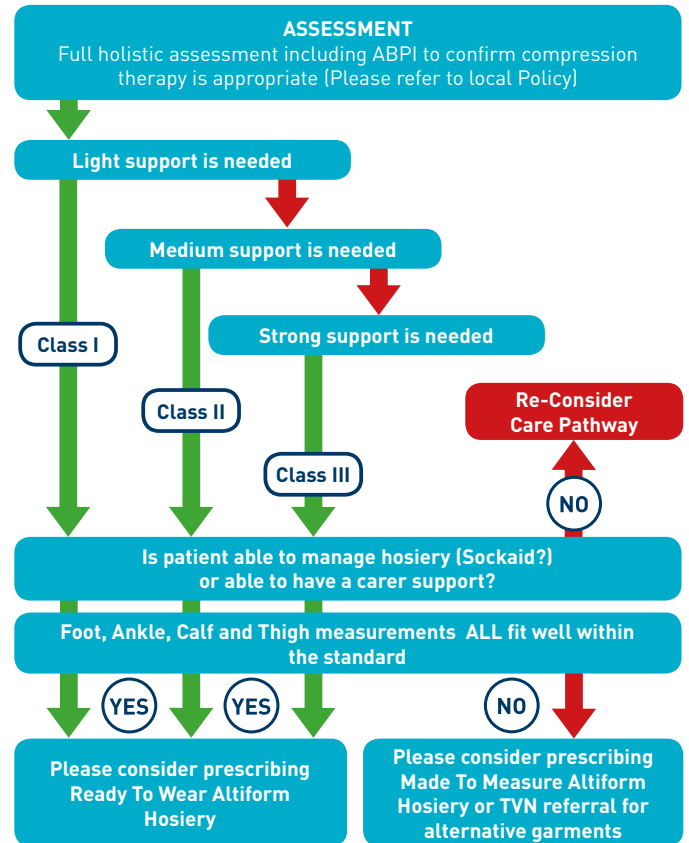 ASSESSMENT
Full holistic assessment including ABPI to confirm compression
therapy is appropriate (Please refer to local Policy)
Light support is needed
Medium support is needed
Strong support is needed
Class I
Class II
Class III
Re-Consider
Care Pathway
NO
Is patient able to manage hosiery (Sockaid?)
or able to have a carer support?
Foot, Ankle, Calf and Thigh measurements ALL fit well within
the standard
YES
YES
NO
Please consider prescribing
Ready To Wear Altiform
Hosiery
Please consider prescribing
Made To Measure Altiform
Hosiery or TVN referral for
alternative garments